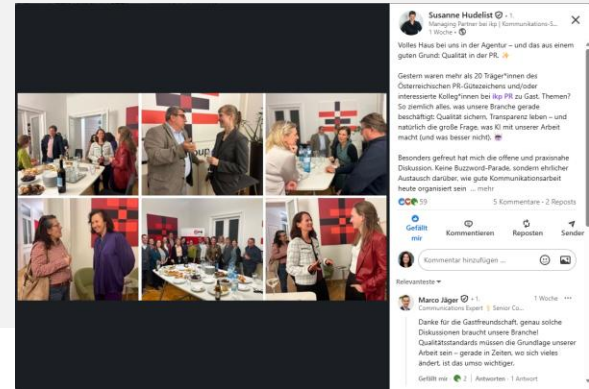 Susanne Hudelist • 1.
Managing Partner bei ikp | Kommunikations-S...
1 Woche •
Volles Haus bei uns in der Agentur – und das aus einem
guten Grund: Qualität in der PR. ✨
Gestern waren mehr als 20 Träger*innen des
Österreichischen PR-Gütezeichens und/oder
interessierte Kolleg*innen bei ikp PR zu Gast. Themen?
So ziemlich alles, was unsere Branche gerade
beschäftigt: Qualität sichern, Transparenz leben – und
natürlich die große Frage, was KI mit unserer Arbeit
macht (und was besser nicht).
Besonders gefreut hat mich die offene und praxisnahe
Diskussion. Keine Buzzword-Parade, sondern ehrlicher
Austausch darüber, wie gute Kommunikationsarbeit
heute organisiert sein ... mehr
59
5 Kommentare • 2 Reposts
Gefällt
mir
Kommentieren
Reposten
Sender
Kommentar hinzufügen ...
Relevanteste
Marco Jäger • 1.
1 Woche ...
Communications Expert | Senior Co...
Danke für die Gastfreundschaft, genau solche
Diskussionen braucht unsere Branche!
Qualitätsstandards müssen die Grundlage unserer
Arbeit sein – gerade in Zeiten, wo sich vieles
ändert, ist das umso wichtiger.
Gefällt mir • 2 | Antworten • 1 Antwort